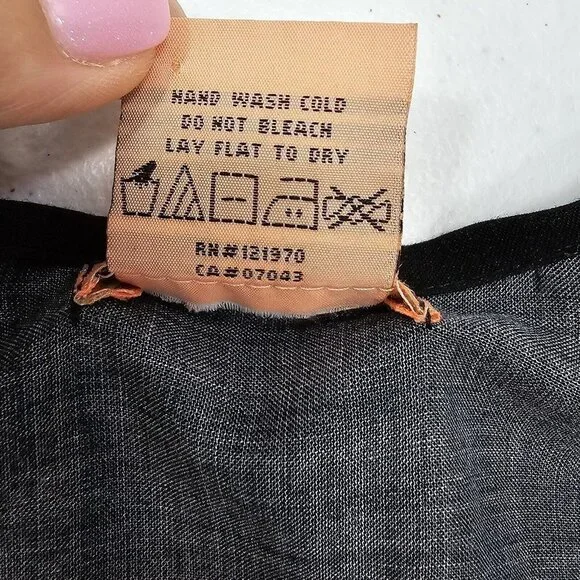 HAND WASH COLD
DO NOT BLEACH
LAY FLAT TO DRY
RN#121970
CA#07043